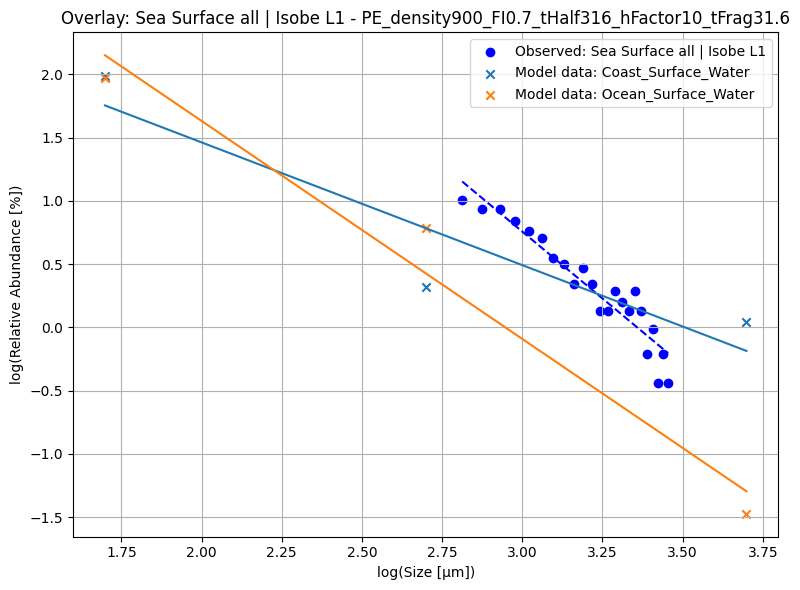 Overlay: Sea Surface all | Isobe L1 - PE_density900_FI0.7_tHalf316_hFactor10_tFrag31.6
Observed: Sea Surface all | Isobe L1
Model data: Coast_Surface_Water
Model data: Ocean_Surface_Water
log(Relative Abundance [%])
2.0
1.5
1.0
0.5
0.0
−0.5
−1.0
−1.5
1.75 2.00 2.25 2.50 2.75 3.00 3.25 3.50 3.75
log(Size [μm])